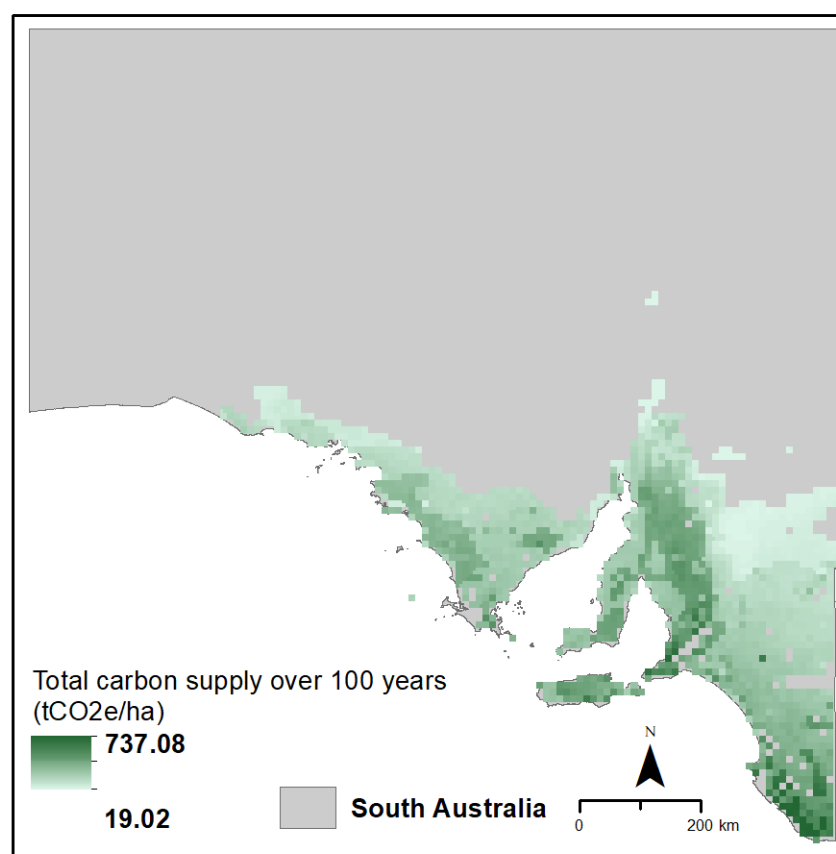 Total carbon supply over 100 years
(tCO2e/ha)
737.08
19.02
South Australia
N
0 200 km